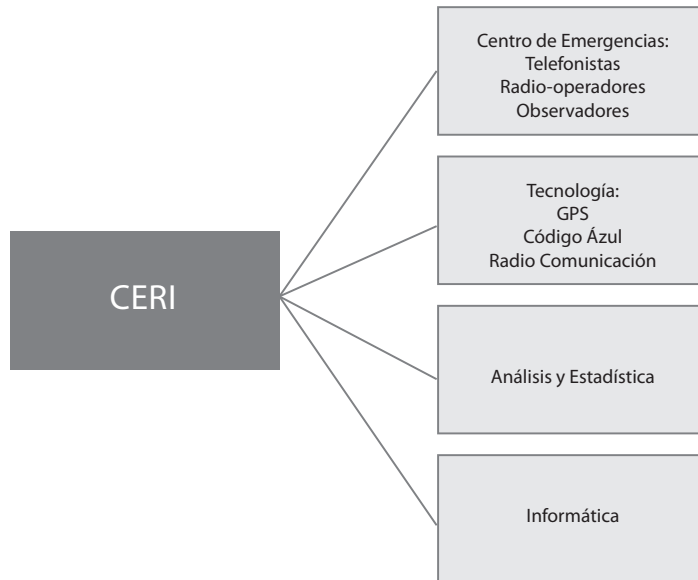 CERI
Centro de Emergencias:
Telefonistas
Radio-operadores
Observadores
Tecnología:
GPS
Código Ázul
Radio Comunicación
Análisis y Estadística
Informática